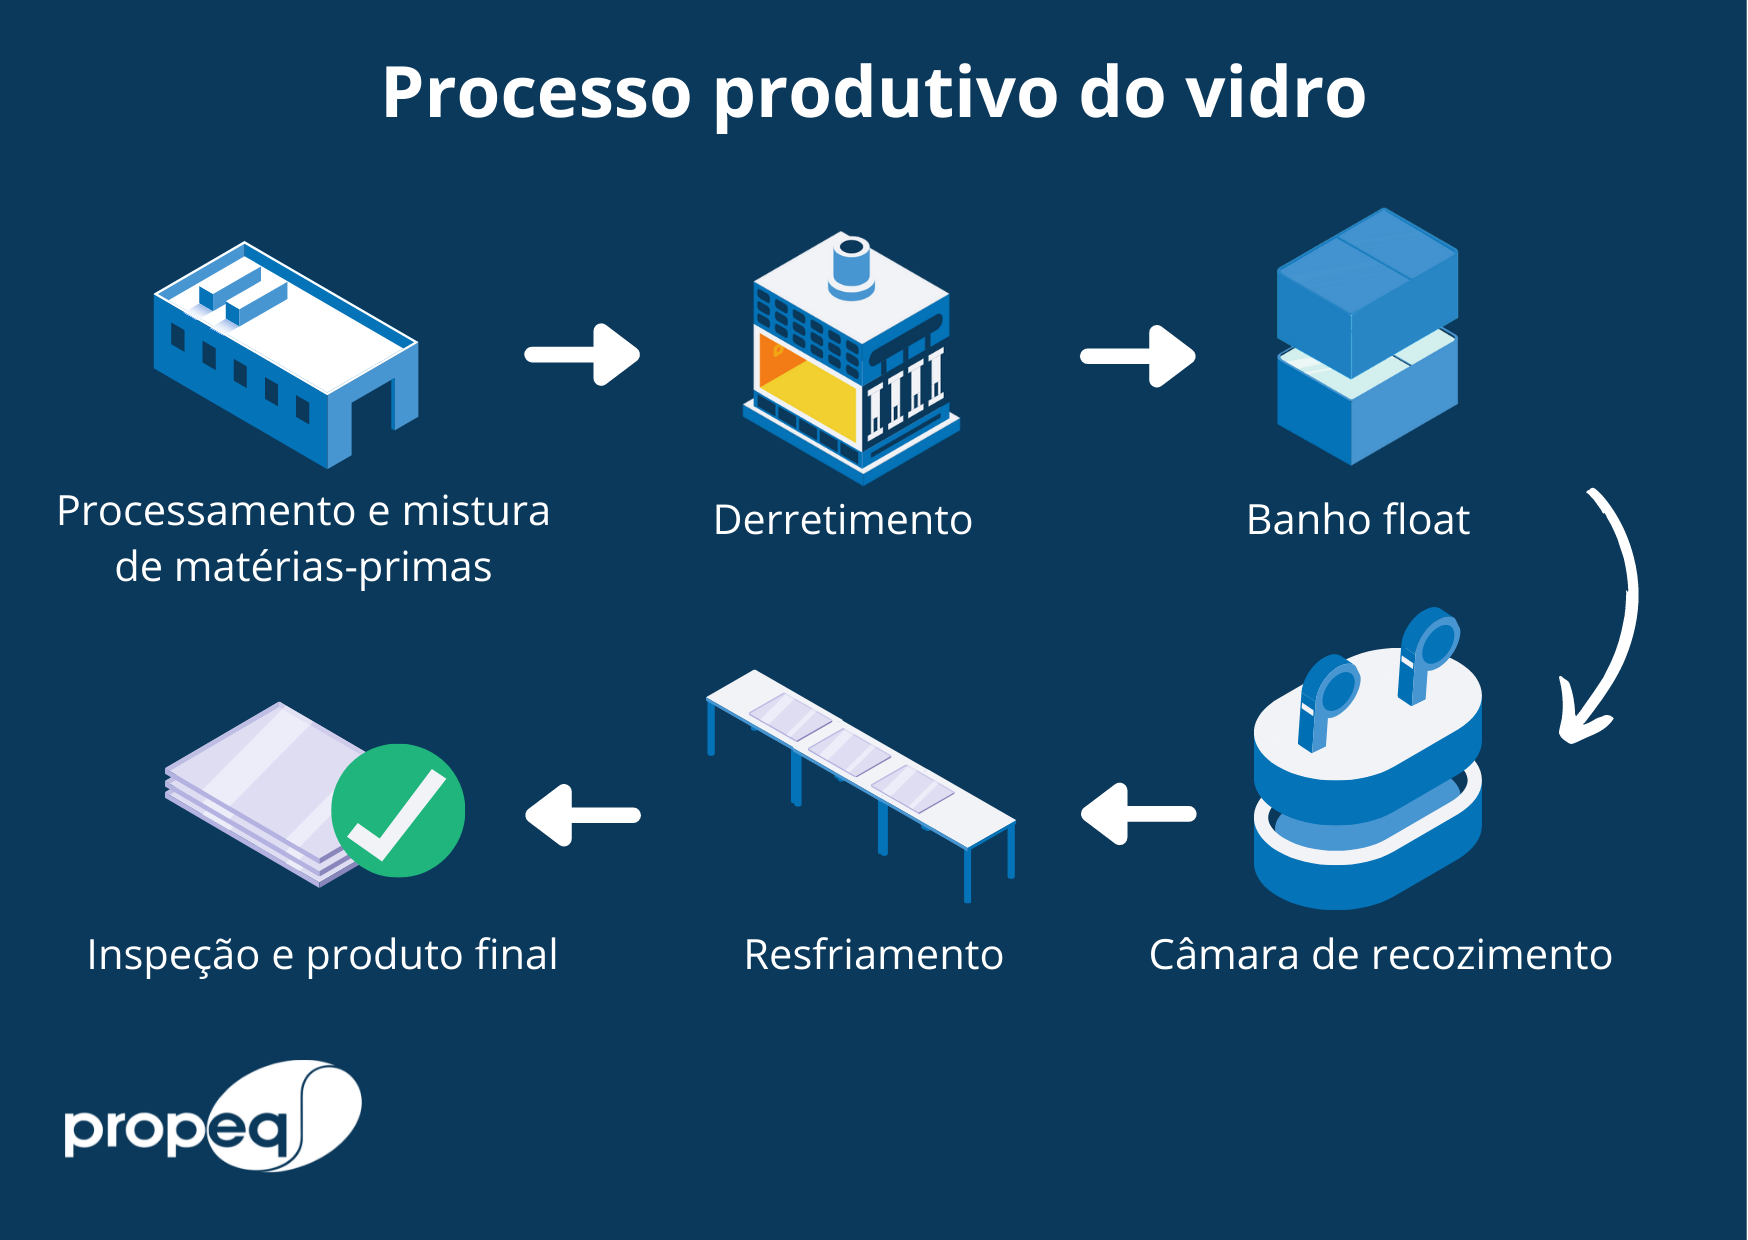 Processo produtivo do vidro
Processamento e mistura
de matérias-primas
Derretimento
Banho float
Inspeção e produto final
Resfriamento
Câmara de recozimento
propeq